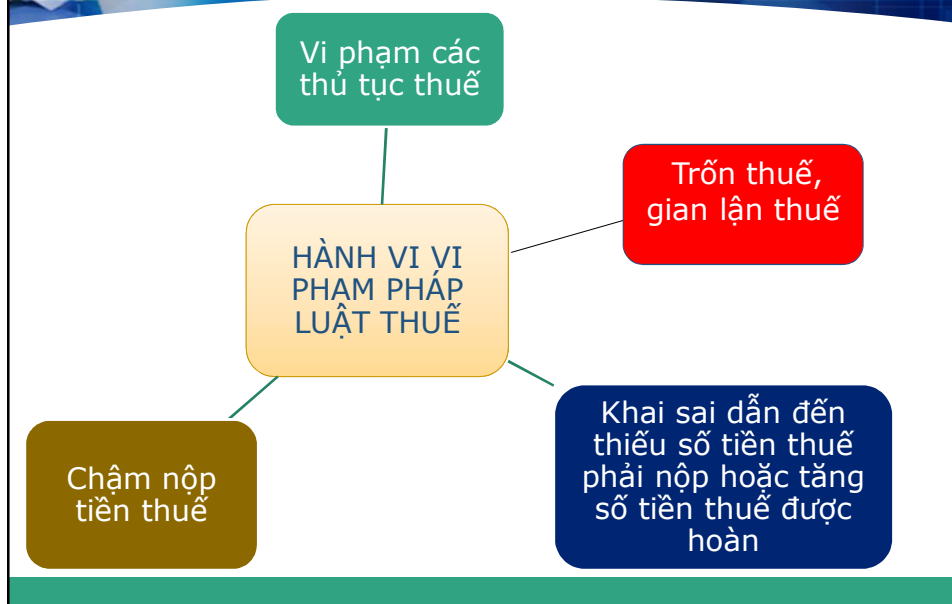 Vi phạm các
thủ tục thuế
Trốn thuế,
gian lận thuế
HÀNH VI VI
PHẠM PHÁP
LUẬT THUẾ
Chậm nộp
tiền thuế
Khai sai dẫn đến
thiếu số tiền thuế
phải nộp hoặc tăng
số tiền thuế được
hoàn